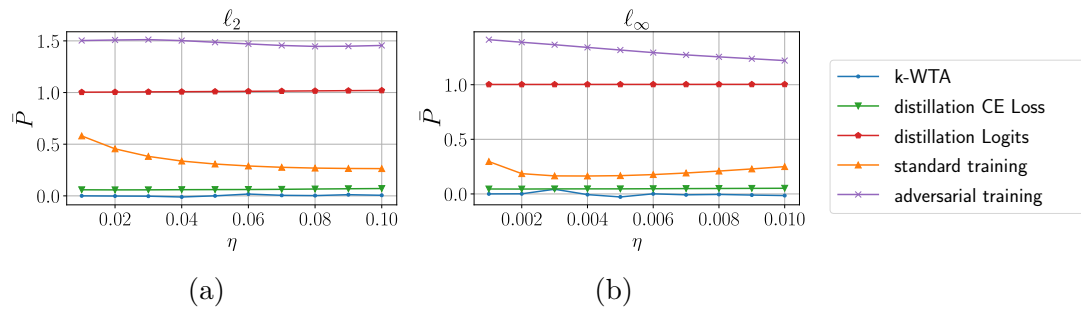 ℓ₂
ℓ∞
1.5
1.0
0.5
0.0
P̄
0.02 0.04 0.06 0.08 0.10
η
1.0
0.5
0.0
P̄
0.002 0.004 0.006 0.008 0.010
η
k-WTA
distillation CE Loss
distillation Logits
standard training
adversarial training
(a)
(b)